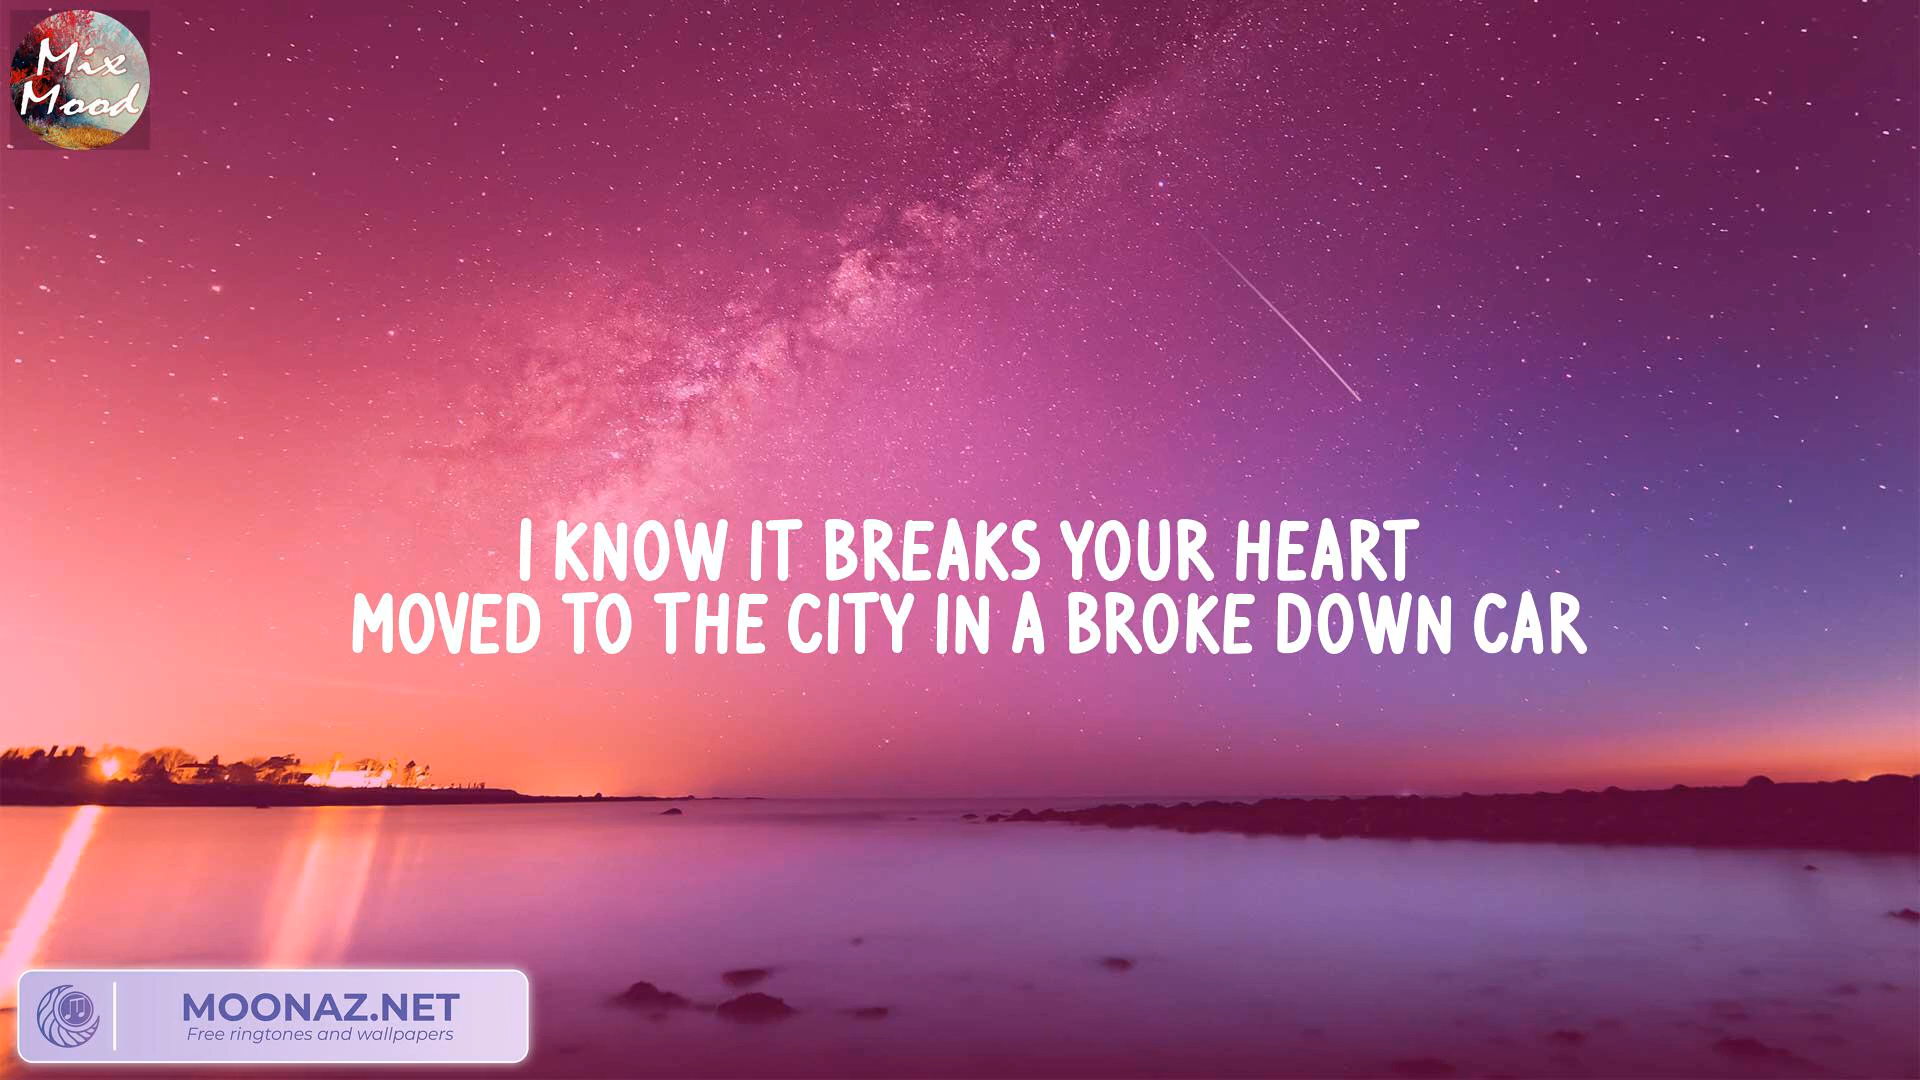 Mix
Mood
I KNOW IT BREAKS YOUR HEART
MOVED TO THE CITY IN A BROKE DOWN CAR
MOONAZ.NET
Free ringtones and wallpapers